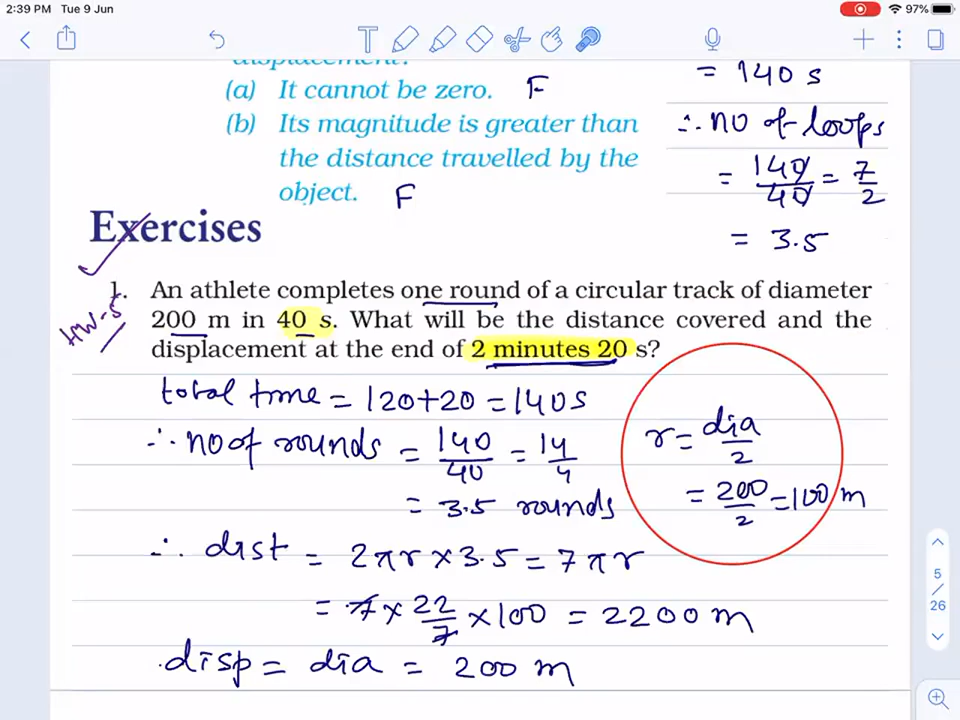 2:39 PM Tue 9 Jun
97%
displacement?
(a) It cannot be zero. F
(b) Its magnitude is greater than
the distance travelled by the
object. F
= 140 s
∴ no of loops
= 140/40 = 7/2
= 3.5
Exercises
HW-5
1. An athlete completes one round of a circular track of diameter
200 m in 40 s. What will be the distance covered and the
displacement at the end of 2 minutes 20 s?
total time = 120+20 = 140s
∴ no of rounds = 140/40 = 14/4
= 3.5 rounds
r = dia/2
= 200/2 = 100 m
∴ dist = 2πr × 3.5 = 7πr
= 7 × 22/7 × 100 = 2200 m
disp = dia = 200 m
5
/
26